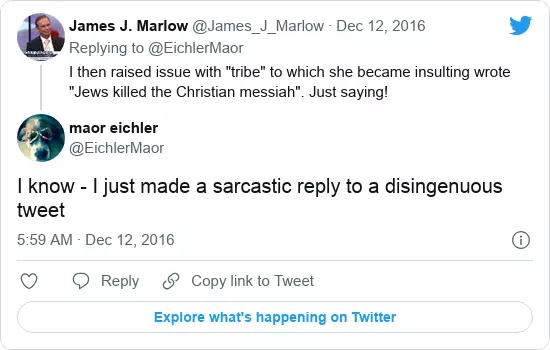 James J. Marlow @James_J_Marlow · Dec 12, 2016
Replying to @EichlerMaor
I then raised issue with "tribe" to which she became insulting wrote
"Jews killed the Christian messiah". Just saying!
maor eichler
@EichlerMaor
I know - I just made a sarcastic reply to a disingenuous
tweet
5:59 AM · Dec 12, 2016
Reply
Copy link to Tweet
Explore what's happening on Twitter